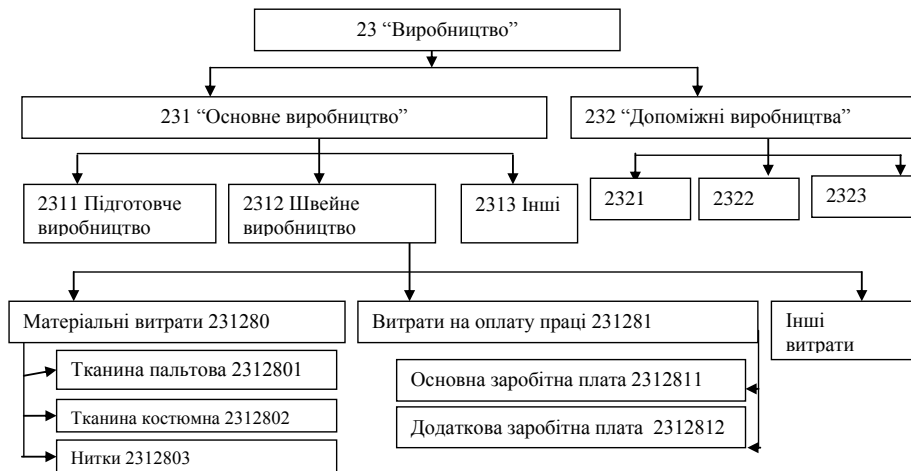 23 “Виробництво”
231 “Основне виробництво”
232 “Допоміжні виробництва”
2311 Підготовче
виробництво
2312 Швейне
виробництво
2313 Інші
2321
2322
2323
Матеріальні витрати 231280
Витрати на оплату праці 231281
Інші
витрати
Тканина пальтова 2312801
Тканина костюмна 2312802
Нитки 2312803
Основна заробітна плата 2312811
Додаткова заробітна плата 2312812